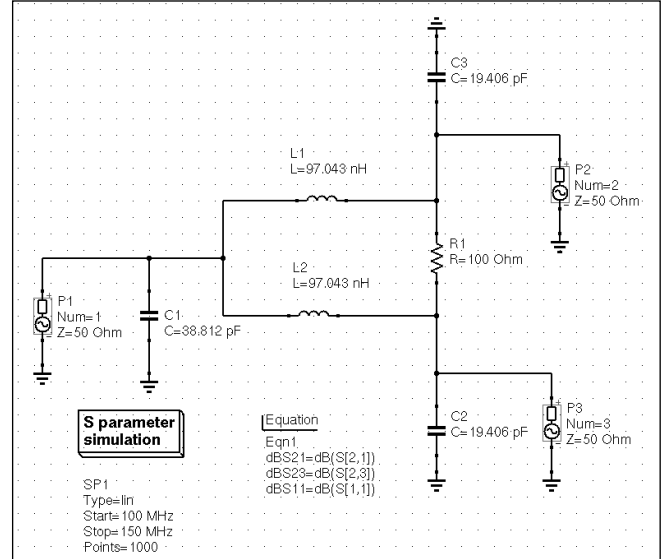 C3
C=19.406 pF
L1
L=97.043 nH
P2
Num=2
Z=50 Ohm
R1
R=100 Ohm
L2
L=97.043 nH
P1
Num=1
Z=50 Ohm
C1
C=38.812 pF
S parameter
simulation
Equation
Eqn1
dBS21=dB(S[2,1])
dBS23=dB(S[2,3])
dBS11=dB(S[1,1])
C2
C=19.406 pF
P3
Num=3
Z=50 Ohm
SP1
Type=lin
Start=100 MHz
Stop=150 MHz
Points=1000